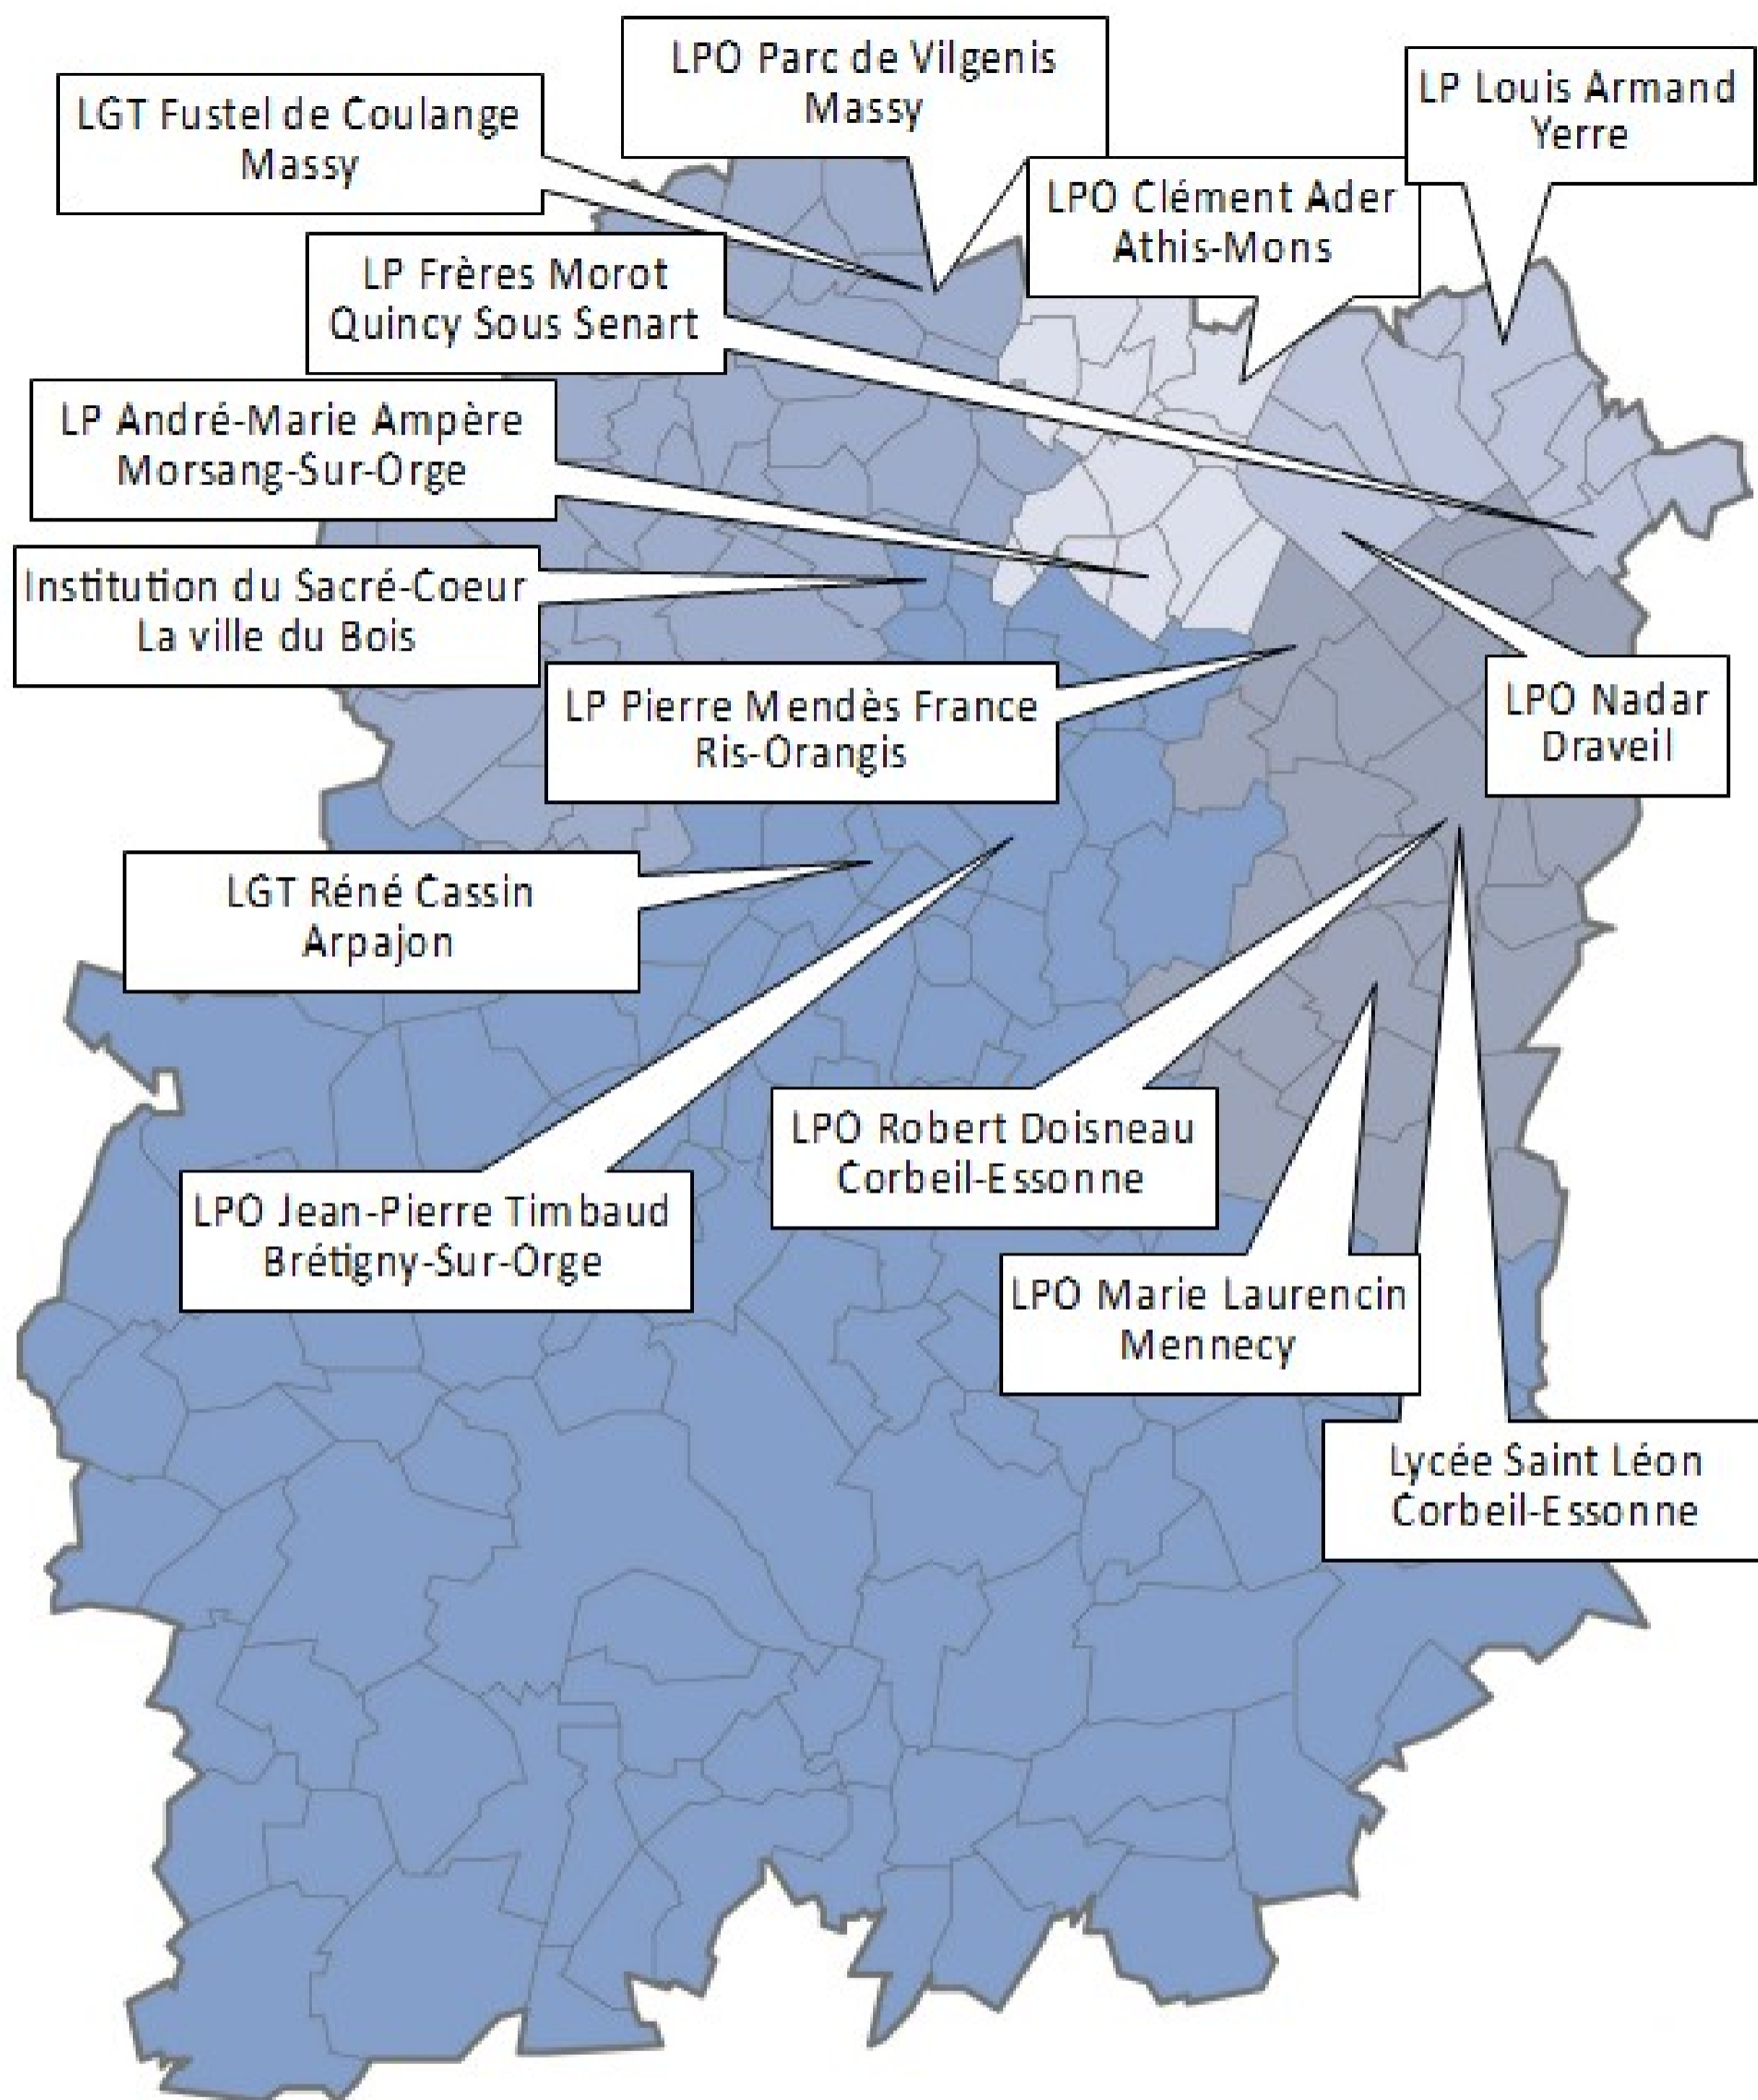 LPO Parc de Vilgenis
Massy
LP Louis Armand
Yerre
LGT Fustel de Coulange
Massy
LPO Clément Ader
Athis-Mons
LP Frères Morot
Quincy Sous Senart
LP André-Marie Ampère
Morsang-Sur-Orge
Institution du Sacré-Coeur
La ville du Bois
LP Pierre Mendès France
Ris-Orangis
LPO Nadar
Draveil
LGT Réné Cassin
Arpajon
LPO Robert Doisneau
Corbeil-Essonne
LPO Jean-Pierre Timbaud
Brétigny-Sur-Orge
LPO Marie Laurencin
Mennecy
Lycée Saint Léon
Corbeil-Essonne